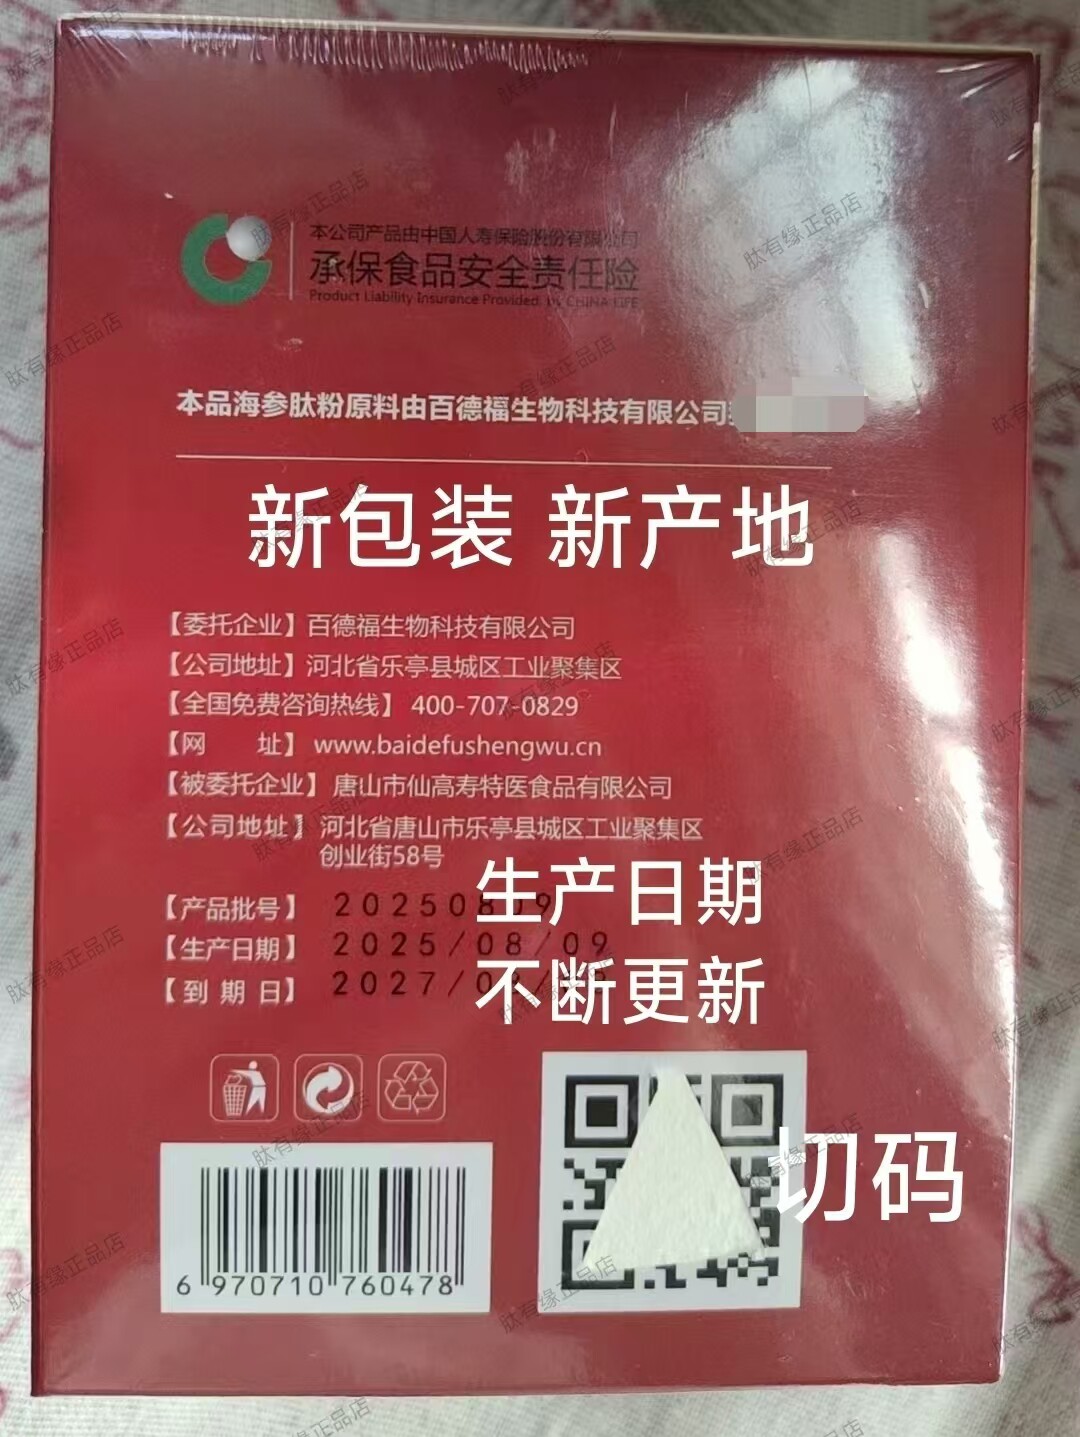 本公司产品由中国人寿保险股份有限公司
承保食品安全责任险
Product Liability Insurance Provided by CHINA LIFE
本品海参肽粉原料由百德福生物科技有限公司
新包装 新产地
【委托企业】百德福生物科技有限公司
【公司地址】河北省乐亭县城区工业聚集区
【全国免费咨询热线】400-707-0829
【网 址】www.baidefushengwu.cn
【被委托企业】唐山市仙高寿特医食品有限公司
【公司地址】河北省唐山市乐亭县城区工业聚集区
创业街58号
生产日期
【产品批号】20250809
【生产日期】2025/08/09
【到期日】2027/0
不断更新
切码
6 970710 760478
肽有缘正品店